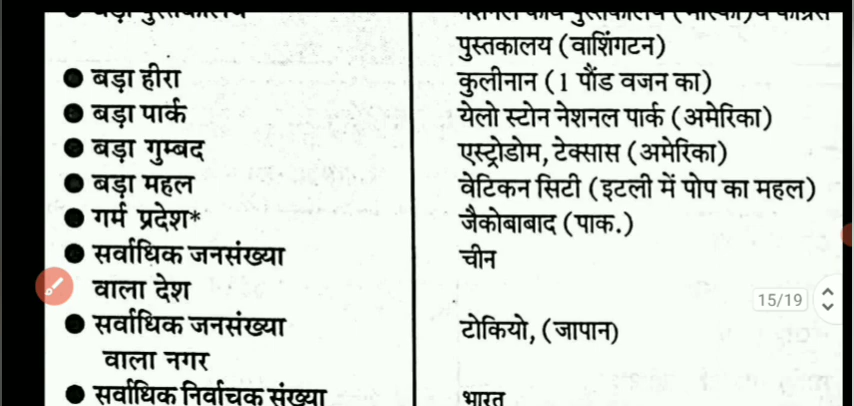 पुस्तकालय (वाशिंगटन)
● बड़ा हीरा कुलीनान (1 पौंड वजन का)
● बड़ा पार्क येलो स्टोन नेशनल पार्क (अमेरिका)
● बड़ा गुम्बद एस्ट्रोडोम, टेक्सास (अमेरिका)
● बड़ा महल वेटिकन सिटी (इटली में पोप का महल)
● गर्म प्रदेश* जैकोबाबाद (पाक.)
● सर्वाधिक जनसंख्या चीन
वाला देश
15/19
● सर्वाधिक जनसंख्या टोकियो, (जापान)
वाला नगर
● सर्वाधिक निर्वाचक संख्या भारत